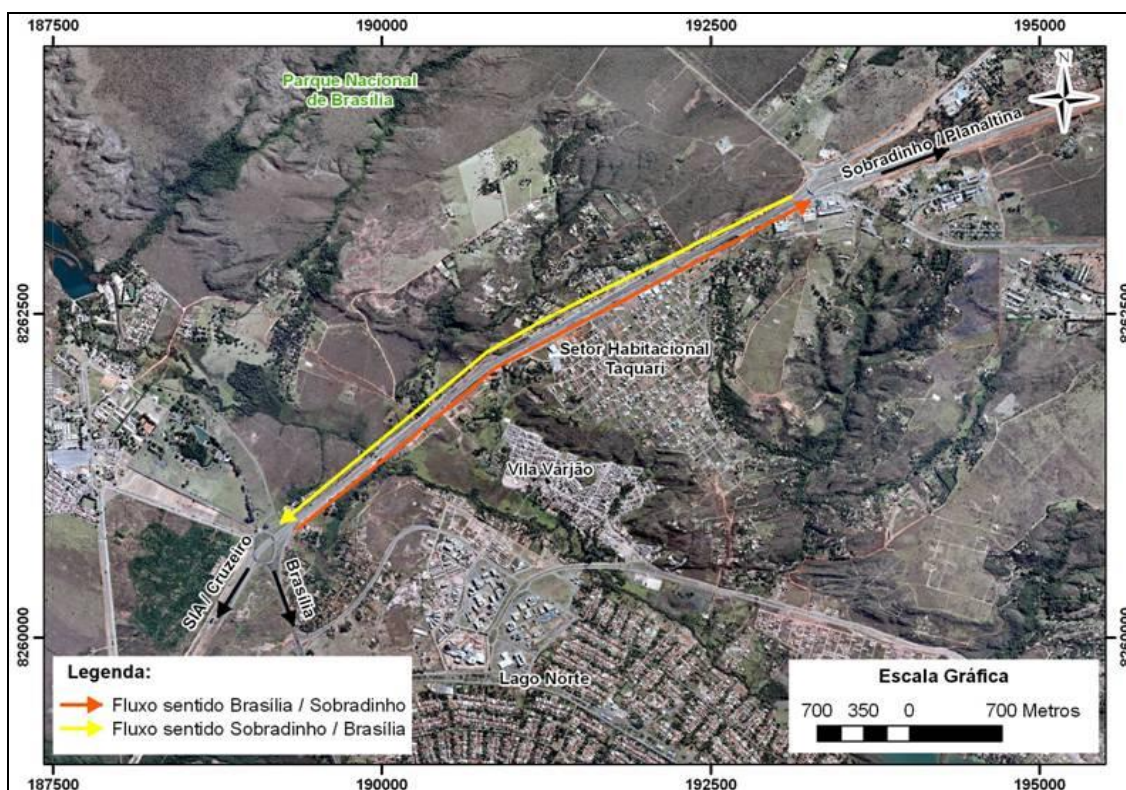 187500 190000 192500 195000
Parque Nacional
de Brasília
N
Sobradinho / Planaltina
8262500 8262500
Setor Habitacional
Taquari
Vila Varjão
SIA / Cruzeiro
Brasília
8260000 8260000
Lago Norte
Legenda:
Fluxo sentido Brasília / Sobradinho
Fluxo sentido Sobradinho / Brasília
Escala Gráfica
700 350 0 700 Metros
187500 190000 192500 195000